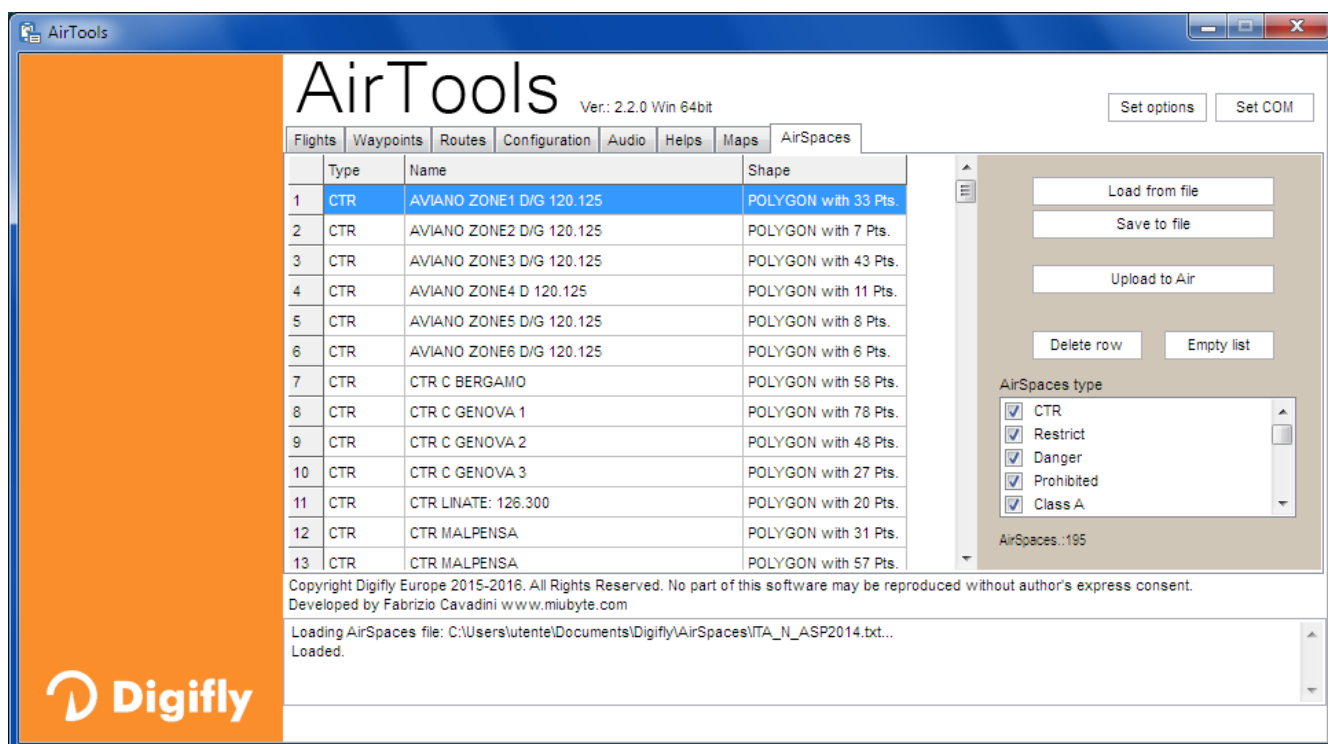 AirTools
AirTools Ver.: 2.2.0 Win 64bit
Set options Set COM
Flights Waypoints Routes Configuration Audio Helps Maps AirSpaces
Type Name Shape
1 CTR AVIANO ZONE1 D/G 120.125 POLYGON with 33 Pts.
2 CTR AVIANO ZONE2 D/G 120.125 POLYGON with 7 Pts.
3 CTR AVIANO ZONE3 D/G 120.125 POLYGON with 43 Pts.
4 CTR AVIANO ZONE4 D 120.125 POLYGON with 11 Pts.
5 CTR AVIANO ZONE5 D/G 120.125 POLYGON with 8 Pts.
6 CTR AVIANO ZONE6 D/G 120.125 POLYGON with 6 Pts.
7 CTR CTR C BERGAMO POLYGON with 58 Pts.
8 CTR CTR C GENOVA 1 POLYGON with 78 Pts.
9 CTR CTR C GENOVA 2 POLYGON with 48 Pts.
10 CTR CTR C GENOVA 3 POLYGON with 27 Pts.
11 CTR CTR LINATE: 126.300 POLYGON with 20 Pts.
12 CTR CTR MALPENSA POLYGON with 31 Pts.
13 CTR CTR MALPENSA POLYGON with 57 Pts.
Load from file
Save to file
Upload to Air
Delete row Empty list
AirSpaces type
CTR
Restrict
Danger
Prohibited
Class A
AirSpaces.:195
Copyright Digifly Europe 2015-2016. All Rights Reserved. No part of this software may be reproduced without author's express consent.
Developed by Fabrizio Cavadini www.miubyte.com
Loading AirSpaces file: C:\Users\utente\Documents\Digifly\AirSpaces\ITA_N_ASP2014.txt...
Loaded.
Digifly